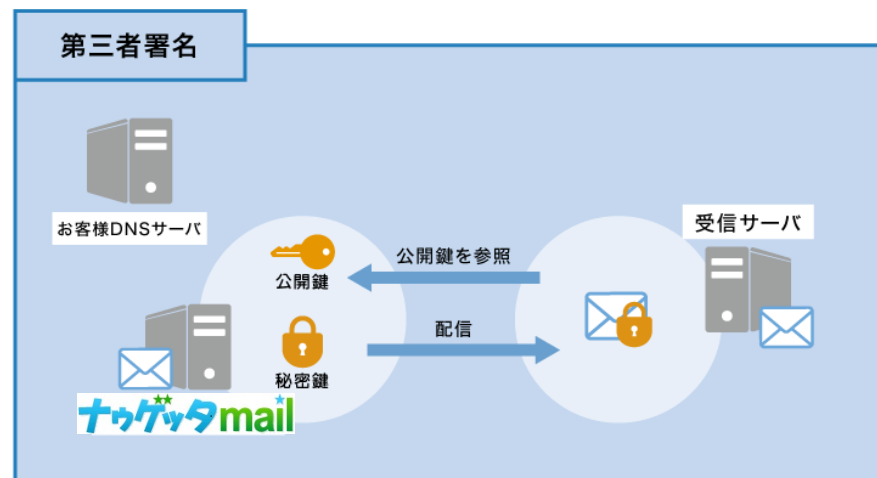 第三者署名
お客様DNSサーバ
受信サーバ
公開鍵を参照
公開鍵
配信
秘密鍵
ナゥゲッタmail